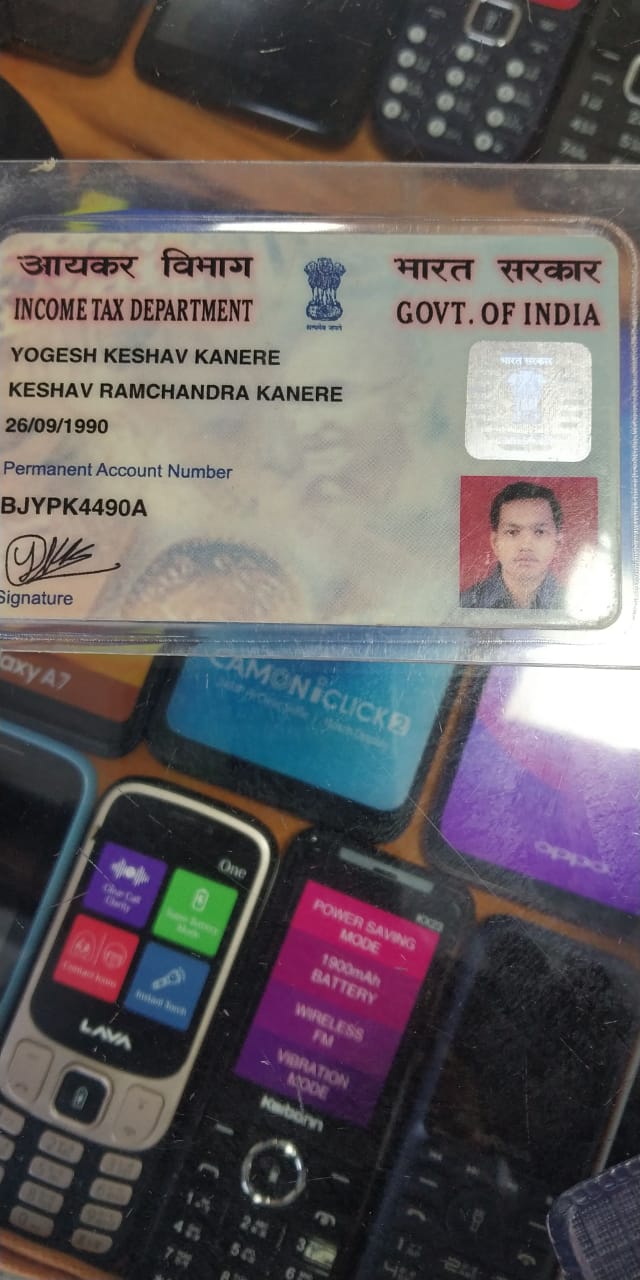 आयकर विभाग
भारत सरकार
INCOME TAX DEPARTMENT
GOVT. OF INDIA
सत्यमेव जयते
YOGESH KESHAV KANERE
KESHAV RAMCHANDRA KANERE
भारत सरकार
26/09/1990
Permanent Account Number
BJYPK4490A
Signature
axy A7
CAMON iCLICK2
oppo
One
Clear Call
Clarity
Super Battery
Mode
Contact Icons
Instant Torch
LAVA
POWER SAVING
MODE
1900mAh
BATTERY
WIRELESS
FM
VIBRATION
MODE
Karbonn